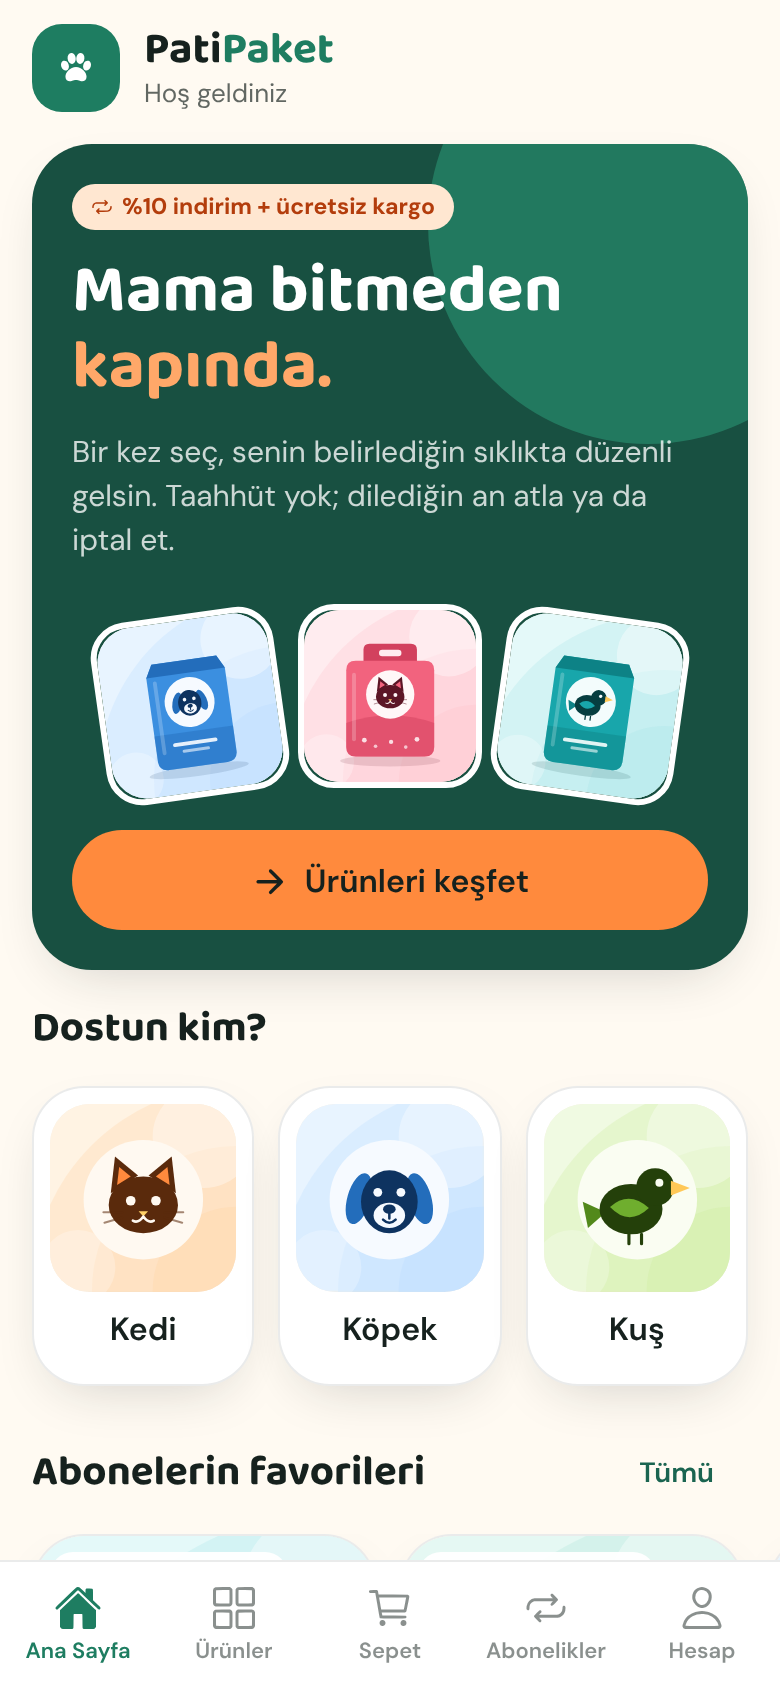 PatiPaket
Hoş geldiniz
%10 indirim + ücretsiz kargo
Mama bitmeden
kapında.
Bir kez seç, senin belirlediğin sıklıkta düzenli
gelsin. Taahhüt yok; dilediğin an atla ya da
iptal et.
Ürünleri keşfet
Dostun kim?
Kedi
Köpek
Kuş
Abonelerin favorileri
Tümü
Ana Sayfa
Ürünler
Sepet
Abonelikler
Hesap